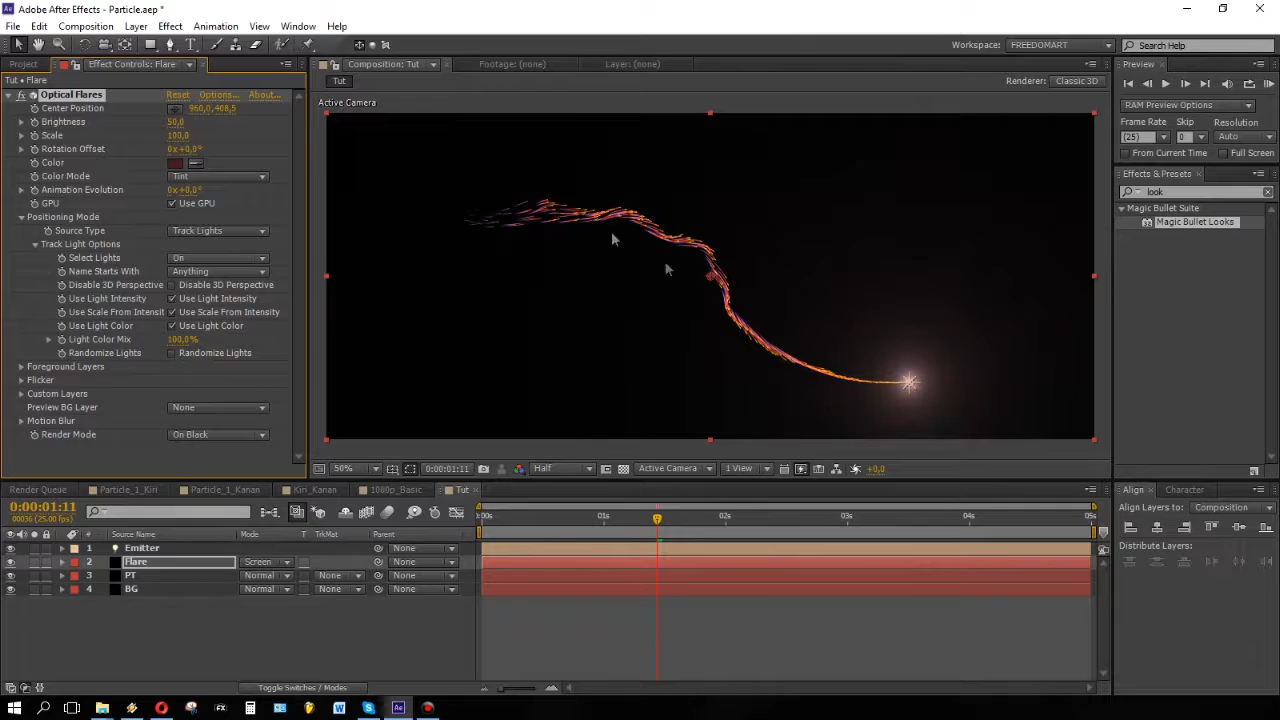 Adobe After Effects - Particle.aep *
File Edit Composition Layer Effect Animation View Window Help
Workspace: FREEDOMART Search Help
Project Effect Controls: Flare Composition: Tut Footage: (none) Layer: (none) Preview
Tut • Flare
Tut Renderer: Classic 3D
Optical Flares Reset Options... About...
Active Camera
RAM Preview Options
Center Position 960,0,408,5
Brightness 50,0
Frame Rate Skip Resolution
Scale 100,0
(25) 0 Auto
Rotation Offset 0x+0,0°
From Current Time Full Screen
Color
Color Mode Tint
Effects & Presets
Animation Evolution 0x+0,0°
look
GPU Use GPU
Magic Bullet Suite
Positioning Mode
Magic Bullet Looks
Source Type Track Lights
Track Light Options
Select Lights On
Name Starts With Anything
Disable 3D Perspective Disable 3D Perspective
Use Light Intensity Use Light Intensity
Use Scale From Intensit Use Scale From Intensity
Use Light Color Use Light Color
Light Color Mix 100,0%
Randomize Lights Randomize Lights
Foreground Layers
Flicker
Custom Layers
Preview BG Layer None
Motion Blur
Render Mode On Black
50% 0:00:01:11 Half Active Camera 1 View +0,0
Render Queue Particle_1_Kiri Particle_1_Kanan Kiri_Kanan 1080p_Basic Tut
Align Character
0:00:01:11
00036 (25.00 fps)
:00s 01s 02s 03s 04s 05s
Align Layers to: Composition
# Source Name Mode T TrkMat Parent
Distribute Layers:
1 Emitter None
2 Flare Screen None
3 PT Normal None None
4 BG Normal None None
Toggle Switches / Modes